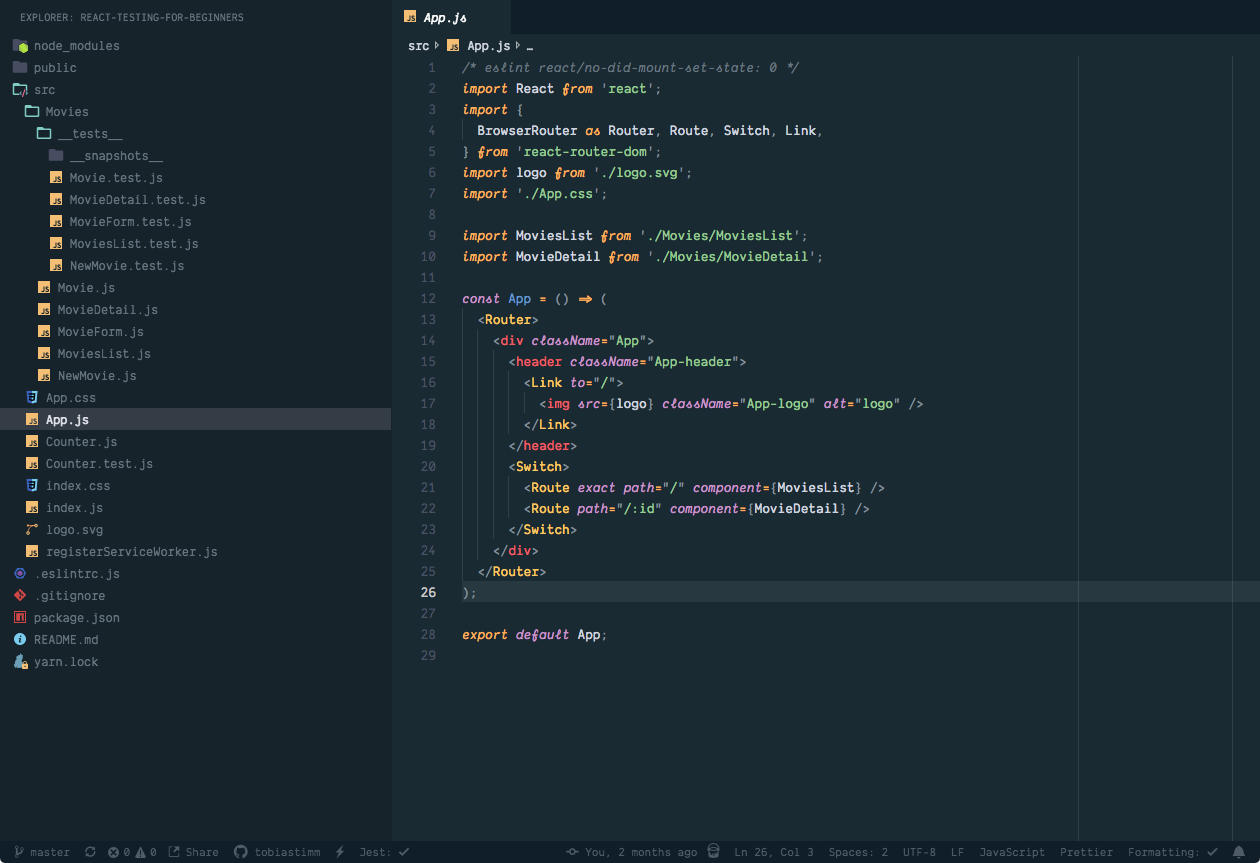 EXPLORER: REACT-TESTING-FOR-BEGINNERS
node_modules
public
src
Movies
__tests__
__snapshots__
Movie.test.js
MovieDetail.test.js
MovieForm.test.js
MoviesList.test.js
NewMovie.test.js
Movie.js
MovieDetail.js
MovieForm.js
MoviesList.js
NewMovie.js
App.css
App.js
Counter.js
Counter.test.js
index.css
index.js
logo.svg
registerServiceWorker.js
.eslintrc.js
.gitignore
package.json
README.md
yarn.lock
JS App.js
src JS App.js …
1 /* eslint react/no-did-mount-set-state: 0 */
2 import React from 'react';
3 import {
4   BrowserRouter as Router, Route, Switch, Link,
5 } from 'react-router-dom';
6 import logo from './logo.svg';
7 import './App.css';
8
9 import MoviesList from './Movies/MoviesList';
10 import MovieDetail from './Movies/MovieDetail';
11
12 const App = () => (
13   <Router>
14     <div className="App">
15       <header className="App-header">
16         <Link to="/">
17           <img src={logo} className="App-logo" alt="logo" />
18         </Link>
19       </header>
20       <Switch>
21         <Route exact path="/" component={MoviesList} />
22         <Route path="/:id" component={MovieDetail} />
23       </Switch>
24     </div>
25   </Router>
26 );
27
28 export default App;
29
master 0 0 Share tobiastimm Jest: ✓ You, 2 months ago Ln 26, Col 3 Spaces: 2 UTF-8 LF JavaScript Prettier Formatting: ✓